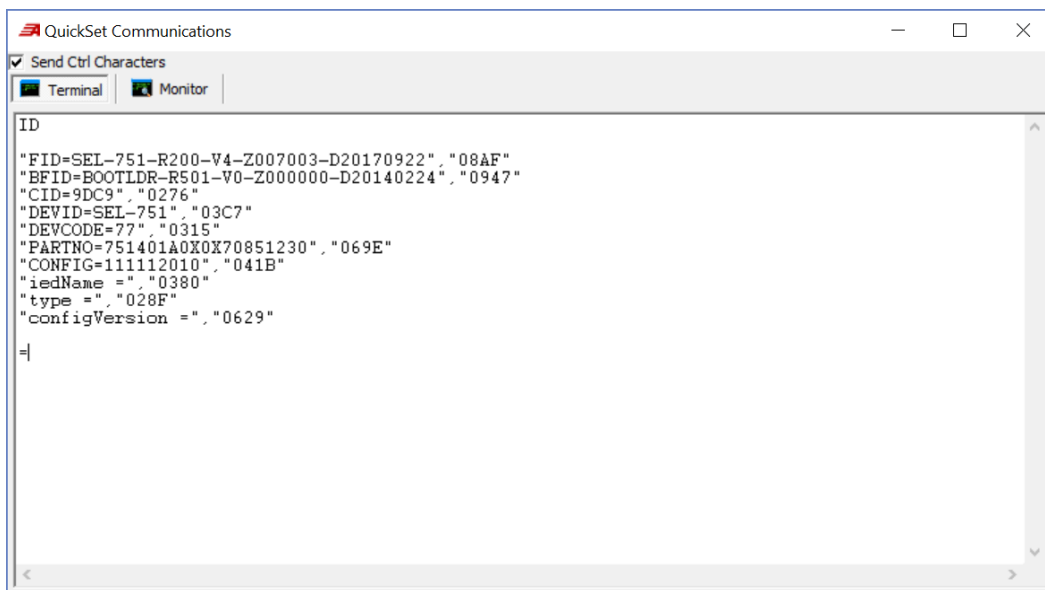 QuickSet Communications
Send Ctrl Characters
Terminal Monitor
ID
"FID=SEL-751-R200-V4-Z007003-D20170922","08AF"
"BFID=BOOTLDR-R501-V0-Z000000-D20140224","0947"
"CID=9DC9","0276"
"DEVID=SEL-751","03C7"
"DEVCODE=77","0315"
"PARTNO=751401A0X0X70851230","069E"
"CONFIG=111112010","041B"
"iedName =","0380"
"type =","028F"
"configVersion =","0629"
=